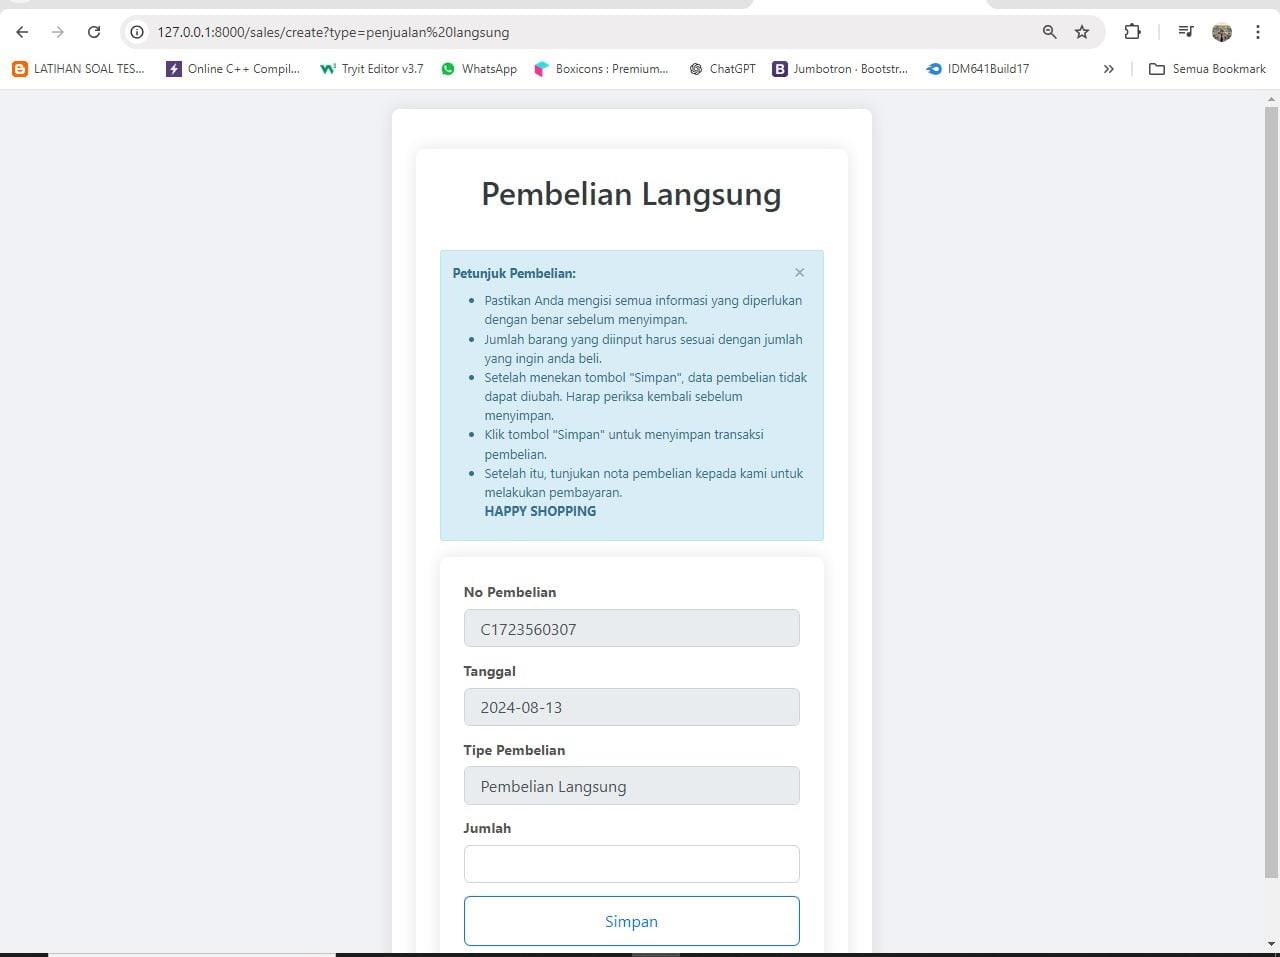 127.0.0.1:8000/sales/create?type=penjualan%20langsung
LATIHAN SOAL TES... Online C++ Compil... Tryit Editor v3.7 WhatsApp Boxicons : Premium... ChatGPT Jumbotron · Bootstr... IDM641Build17 » Semua Bookmark
Pembelian Langsung
Petunjuk Pembelian: ×
• Pastikan Anda mengisi semua informasi yang diperlukan
dengan benar sebelum menyimpan.
• Jumlah barang yang diinput harus sesuai dengan jumlah
yang ingin anda beli.
• Setelah menekan tombol "Simpan", data pembelian tidak
dapat diubah. Harap periksa kembali sebelum
menyimpan.
• Klik tombol "Simpan" untuk menyimpan transaksi
pembelian.
• Setelah itu, tunjukan nota pembelian kepada kami untuk
melakukan pembayaran.
HAPPY SHOPPING
No Pembelian
C1723560307
Tanggal
2024-08-13
Tipe Pembelian
Pembelian Langsung
Jumlah
Simpan